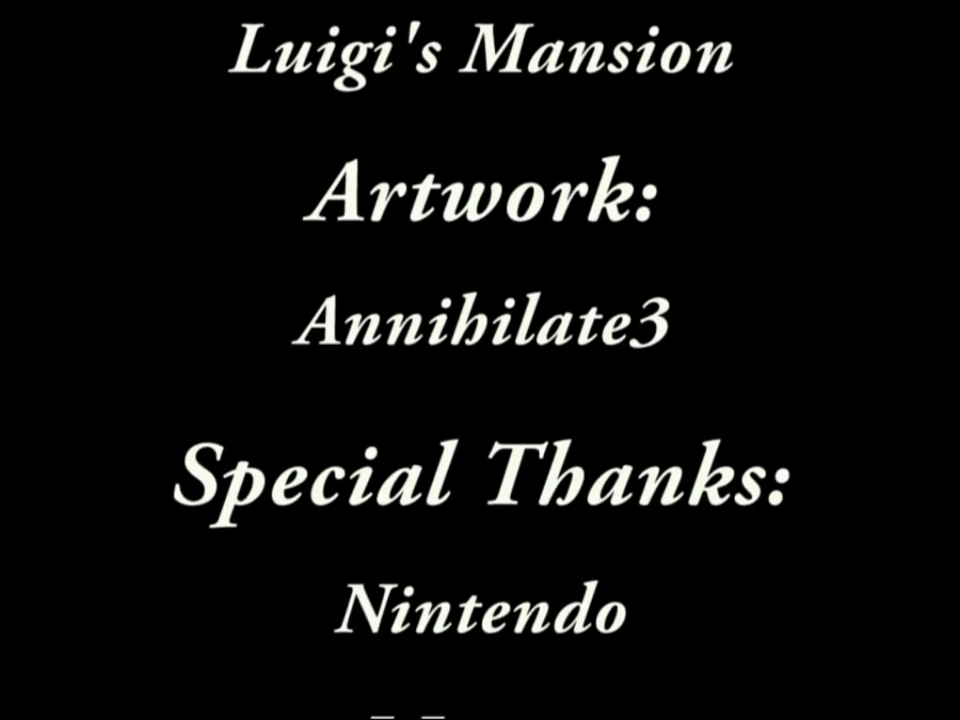 Luigi's Mansion
Artwork:
Annihilate3
Special Thanks:
Nintendo